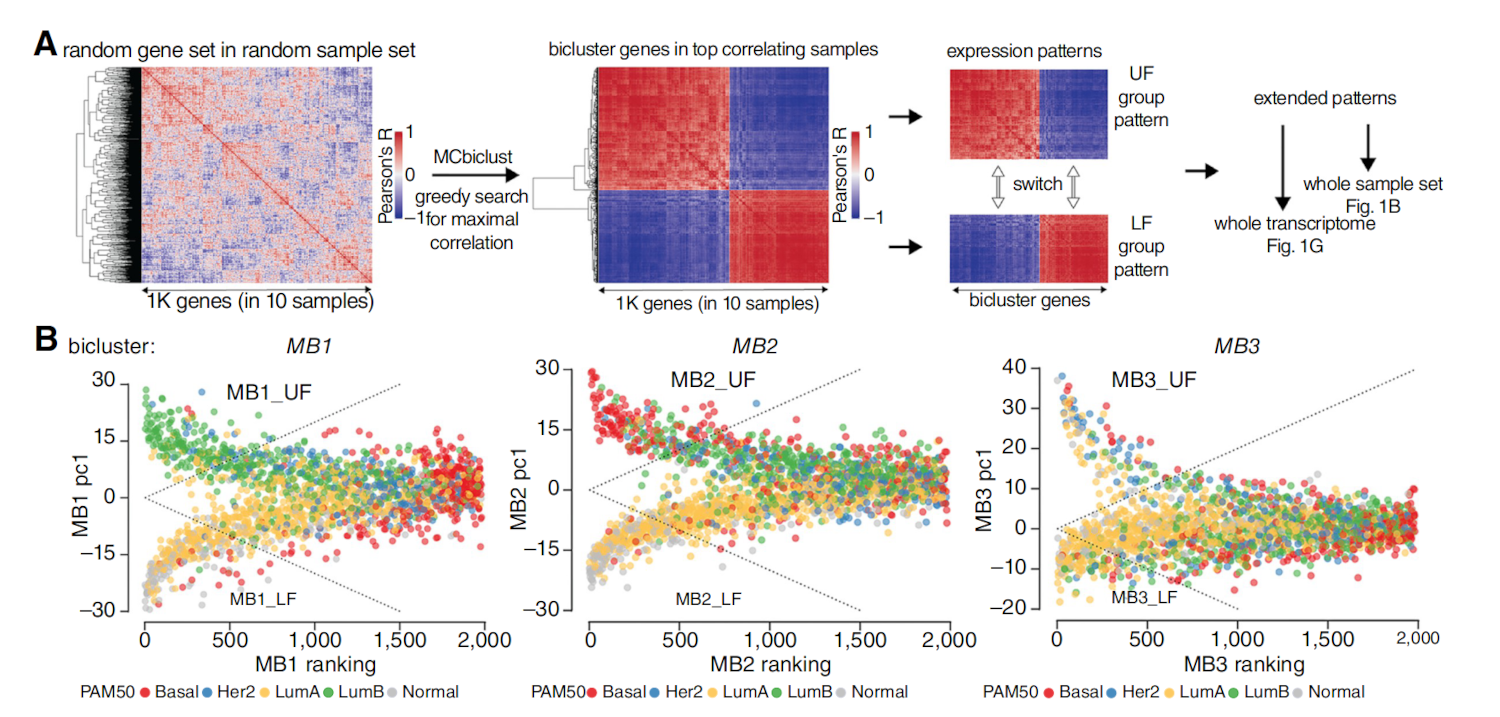 A
random gene set in random sample set
1K genes (in 10 samples)
Pearson's R
1
0
−1
MCbiclust
greedy search
for maximal
correlation
bicluster genes in top correlating samples
1K genes (in 10 samples)
Pearson's R
1
0
−1
expression patterns
UF
group
pattern
switch
LF
group
pattern
bicluster genes
extended patterns
whole sample set
Fig. 1B
whole transcriptome
Fig. 1G
B
bicluster:
MB1
MB1 pc1
30
15
0
−15
−30
MB1_UF
MB1_LF
0 500 1,000 1,500 2,000
MB1 ranking
PAM50 Basal Her2 LumA LumB Normal
MB2
MB2 pc1
30
15
0
−15
−30
MB2_UF
MB2_LF
0 500 1,000 1,500 2,000
MB2 ranking
PAM50 Basal Her2 LumA LumB Normal
MB3
MB3 pc1
40
30
20
10
0
−10
−20
MB3_UF
MB3_LF
0 500 1,000 1,500 2,000
MB3 ranking
PAM50 Basal Her2 LumA LumB Normal